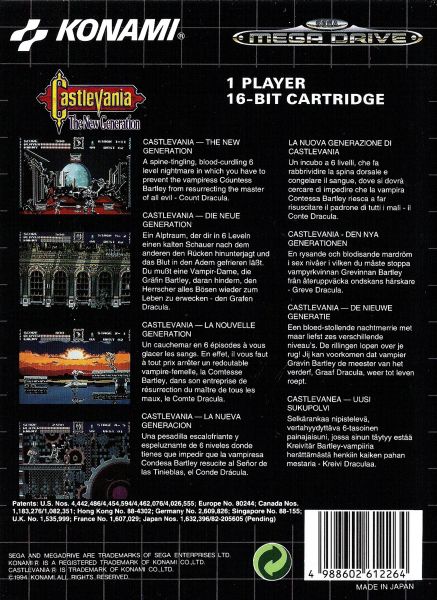 KONAMI®
SEGA
MEGA DRIVE
1 PLAYER
16-BIT CARTRIDGE
Castlevania
The New Generation
CASTLEVANIA — THE NEW
GENERATION
A spine-tingling, blood-curdling 6
level nightmare in which you have to
prevent the vampiress Countess
Bartley from resurrecting the master
of all evil - Count Dracula.
CASTLEVANIA — DIE NEUE
GENERATION
Ein Alptraum, der dir in 6 Leveln
einen kalten Schauer nach dem
anderen den Rücken hinunterjagt und
das Blut in den Adern gefrieren läßt.
Du mußt eine Vampir-Dame, die
Gräfin Bartley, daran hindern, den
Herrscher alles Bösen wieder zum
Leben zu erwecken - den Grafen
Dracula.
CASTLEVANIA — LA NOUVELLE
GENERATION
Un cauchemar en 6 épisodes à vous
glacer les sangs. En effet, il vous faut
à tout prix arrêter un redoutable
vampire-femelle, la Comtesse
Bartley, dans son entreprise de
résurrection du maître de tous les
maux, le Comte Dracula.
CASTLEVANIA — LA NUEVA
GENERACION
Una pesadilla escalofriante y
espeluznante de 6 niveles donde
tienes que impedir que la vampiresa
Condesa Bartley resucite al Señor de
las Tinieblas, el Conde Drácula.
LA NUOVA GENERAZIONE DI
CASTLEVANIA
Un incubo a 6 livelli, che fa
rabbrividire la spina dorsale e
congelare il sangue, dove si dovrà
cercare di impedire che la vampira
Contessa Bartley riesca a far
risuscitare il padrone di tutti i mali - il
Conte Dracula.
CASTLEVANIA - DEN NYA
GENERATIONEN
En rysande och blodisande mardröm
i sex nivåer i vilken du måste stoppa
vampyrkvinnan Grevinnan Bartley
från återuppväcka ondskans härskare
- Greve Dracula.
CASTLEVANIA — DE NIEUWE
GENERATIE
Een bloed-stollende nachtmerrie met
maar liefst zes verschillende
niveau's. De rillingen lopen over je
rug! Jij kan voorkomen dat vampier
Gravin Bartley de meester van het
verderf, Graaf Dracula, weer tot leven
roept.
CASTLEVANEA — UUSI
SUKUPOLVI
Selkärankaa nipistelevä,
vertahyydyttävä 6-tasoinen
painajaisuni, jossa sinun täytyy estää
Kreivitär Bartley-vampiiria
herättämästä henkiin kaiken pahan
mestaria - Kreivi Draculaa.
Patents: U.S. Nos. 4,442,486/4,454,594/4,462,076/4,026,555; Europe No. 80244; Canada Nos.
1,183,276/1,082,351; Hong Kong No. 88-4302; Germany No. 2,609,826; Singapore No. 88-155;
U.K. No. 1,535,999; France No. 1,607,029; Japan Nos. 1,632,396/82-205605 (Pending)
SEGA AND MEGADRIVE ARE TRADEMARKS OF SEGA ENTERPRISES LTD.
KONAMI® IS A REGISTERED TRADEMARK OF KONAMI CO. LTD.
CASTLEVANIA® IS A TRADEMARK OF KONAMI CO. LTD.
©1994 KONAMI. ALL RIGHTS RESERVED.
4 988602 612264
MADE IN JAPAN